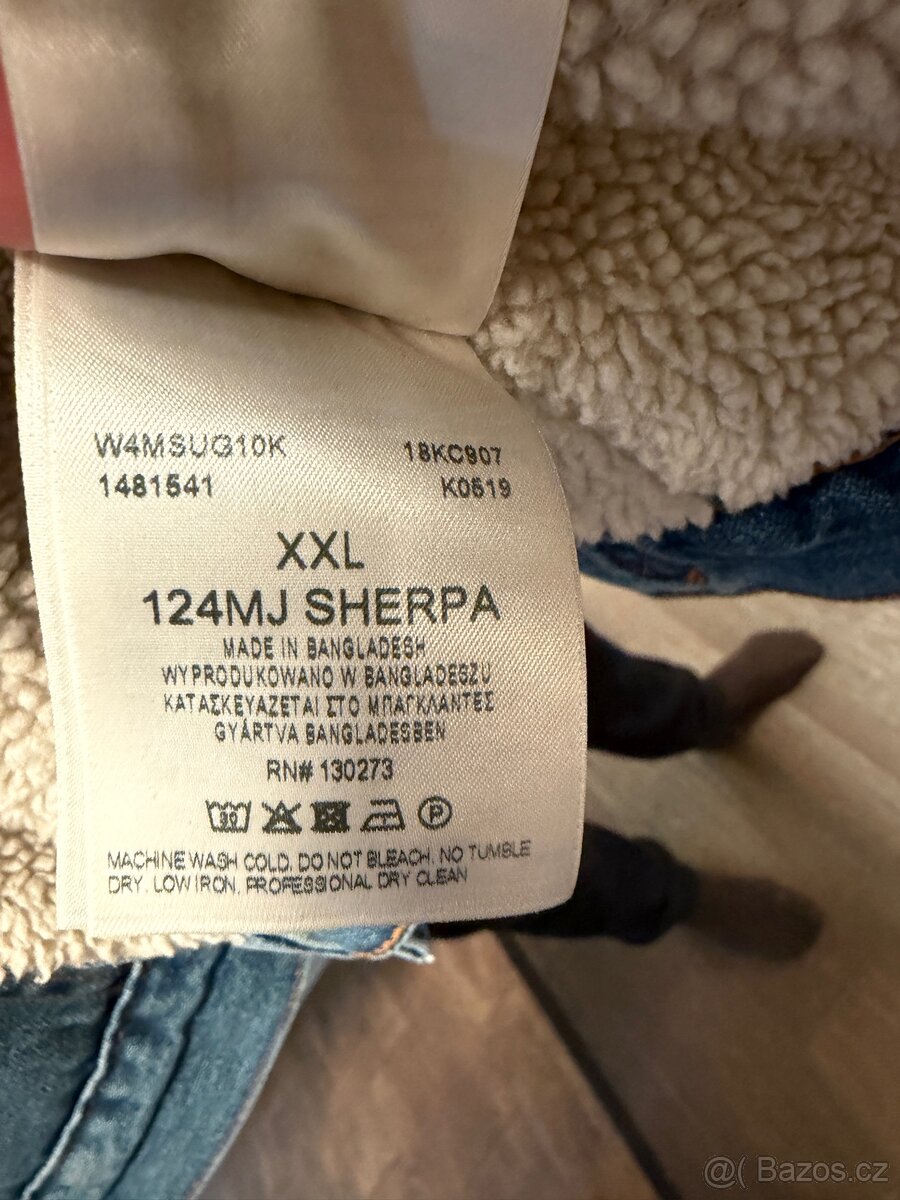 W4MSUG10K 18KC907
1481541 K0519
XXL
124MJ SHERPA
MADE IN BANGLADESH
WYPRODUKOWANO W BANGLADESZU
ΚΑΤΑΣΚΕΥΑΖΕΤΑΙ ΣΤΟ ΜΠΑΓΚΛΑΝΤΕΣ
GYÁRTVA BANGLADESBEN
RN# 130273
30
P
MACHINE WASH COLD. DO NOT BLEACH. NO TUMBLE
DRY. LOW IRON. PROFESSIONAL DRY CLEAN
@( Bazos.cz